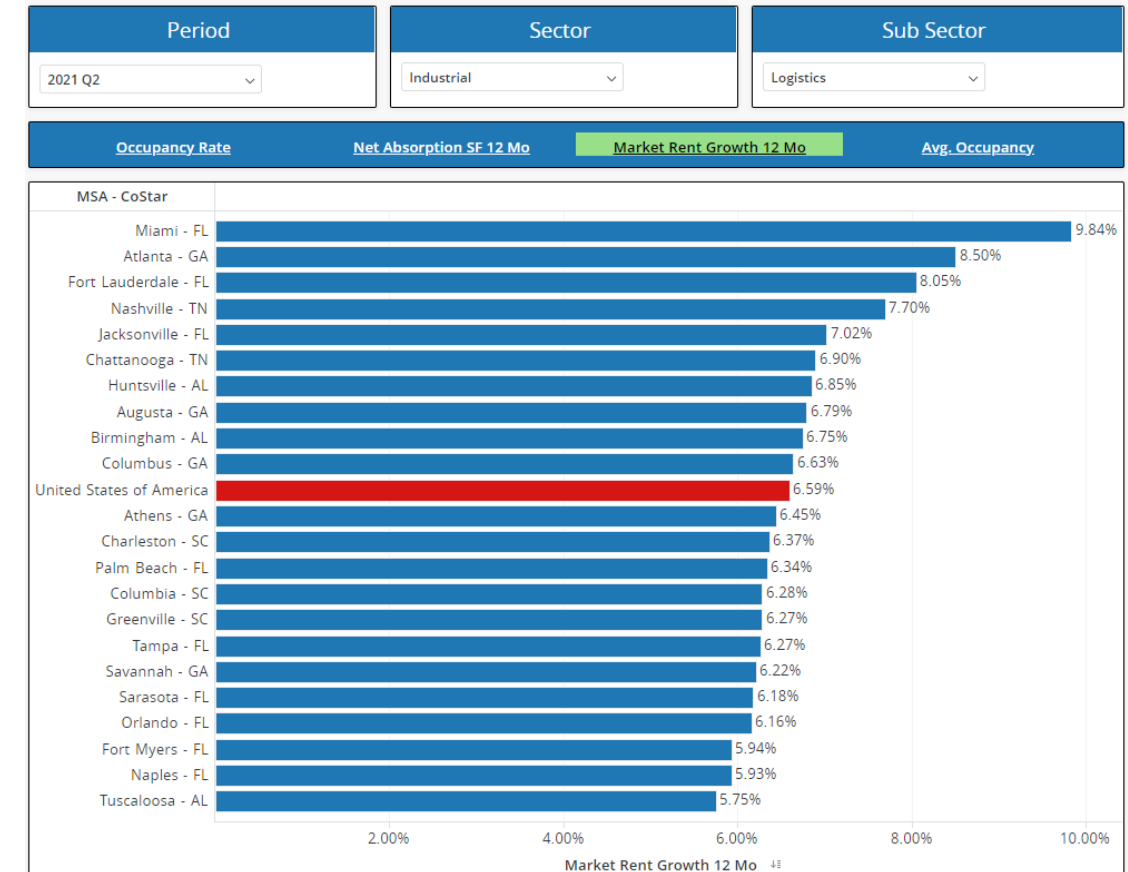 Period Sector Sub Sector
2021 Q2 Industrial Logistics
Occupancy Rate Net Absorption SF 12 Mo Market Rent Growth 12 Mo Avg. Occupancy
MSA - CoStar
Miami - FL 9.84%
Atlanta - GA 8.50%
Fort Lauderdale - FL 8.05%
Nashville - TN 7.70%
Jacksonville - FL 7.02%
Chattanooga - TN 6.90%
Huntsville - AL 6.85%
Augusta - GA 6.79%
Birmingham - AL 6.75%
Columbus - GA 6.63%
United States of America 6.59%
Athens - GA 6.45%
Charleston - SC 6.37%
Palm Beach - FL 6.34%
Columbia - SC 6.28%
Greenville - SC 6.27%
Tampa - FL 6.27%
Savannah - GA 6.22%
Sarasota - FL 6.18%
Orlando - FL 6.16%
Fort Myers - FL 5.94%
Naples - FL 5.93%
Tuscaloosa - AL 5.75%
2.00% 4.00% 6.00% 8.00% 10.00%
Market Rent Growth 12 Mo